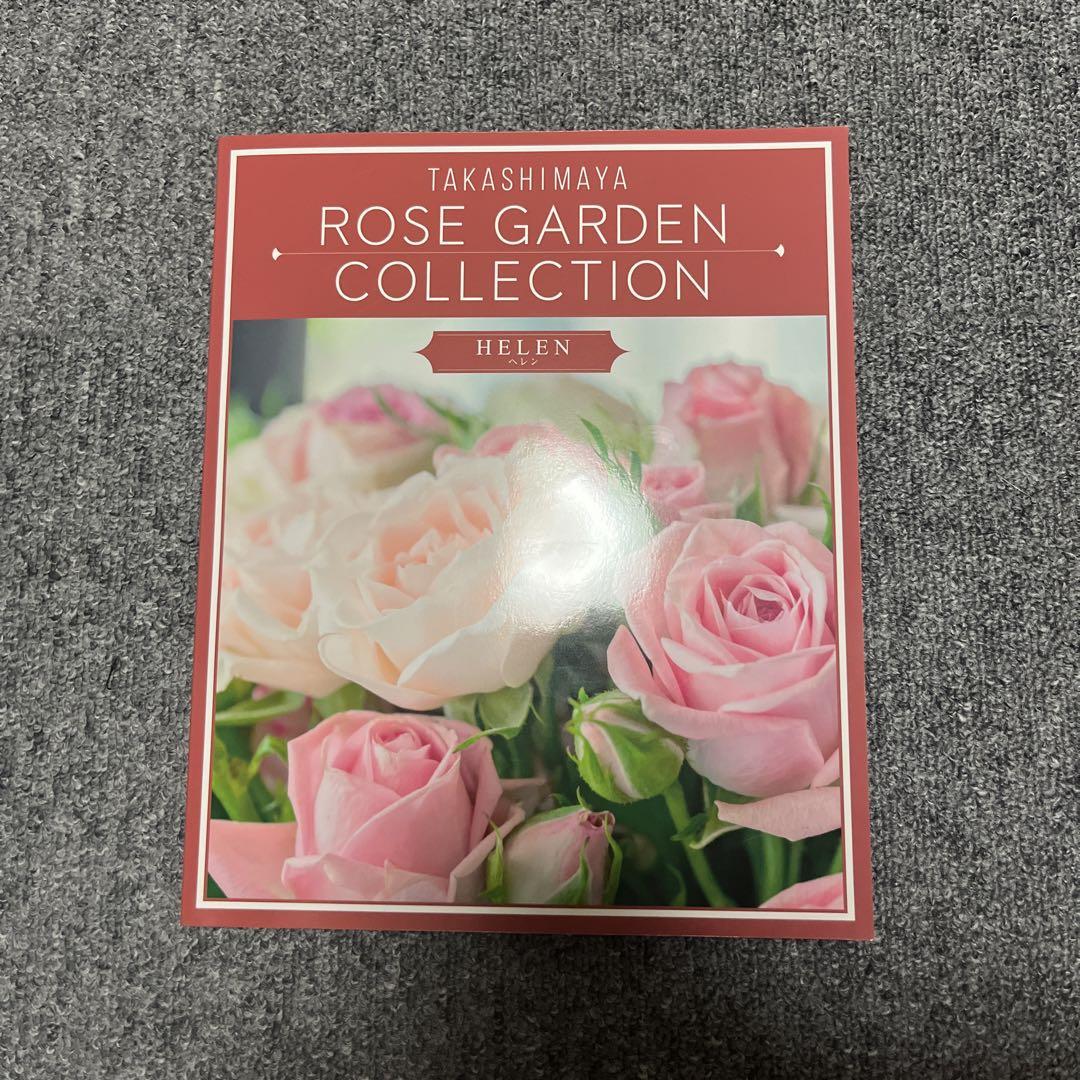 TAKASHIMAYA
ROSE GARDEN
COLLECTION
HELEN
ヘレン